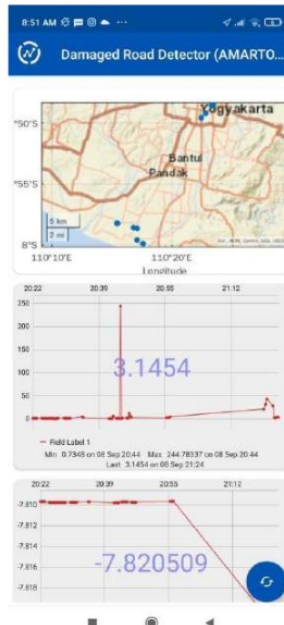 8:51 AM
Damaged Road Detector (AMARTO...
Yogyakarta
Bantul
Pandak
50'S
55'S
8°S
5 km
2 mi
110°10'E
110°20'E
Longitude
20:22
20:39
20:55
21:12
250
200
150
100
50
0
3.1454
Field Label 1
Min 0.7348 on 08 Sep 20:44 Max 244.78337 on 08 Sep 20:44
Last 3.1454 on 08 Sep 21:24
20:22
20:39
20:55
21:12
-7.810
-7.812
-7.814
-7.816
-7.818
-7.820509